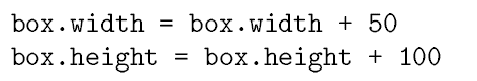 box.width = box.width + 50
box.height = box.height + 100